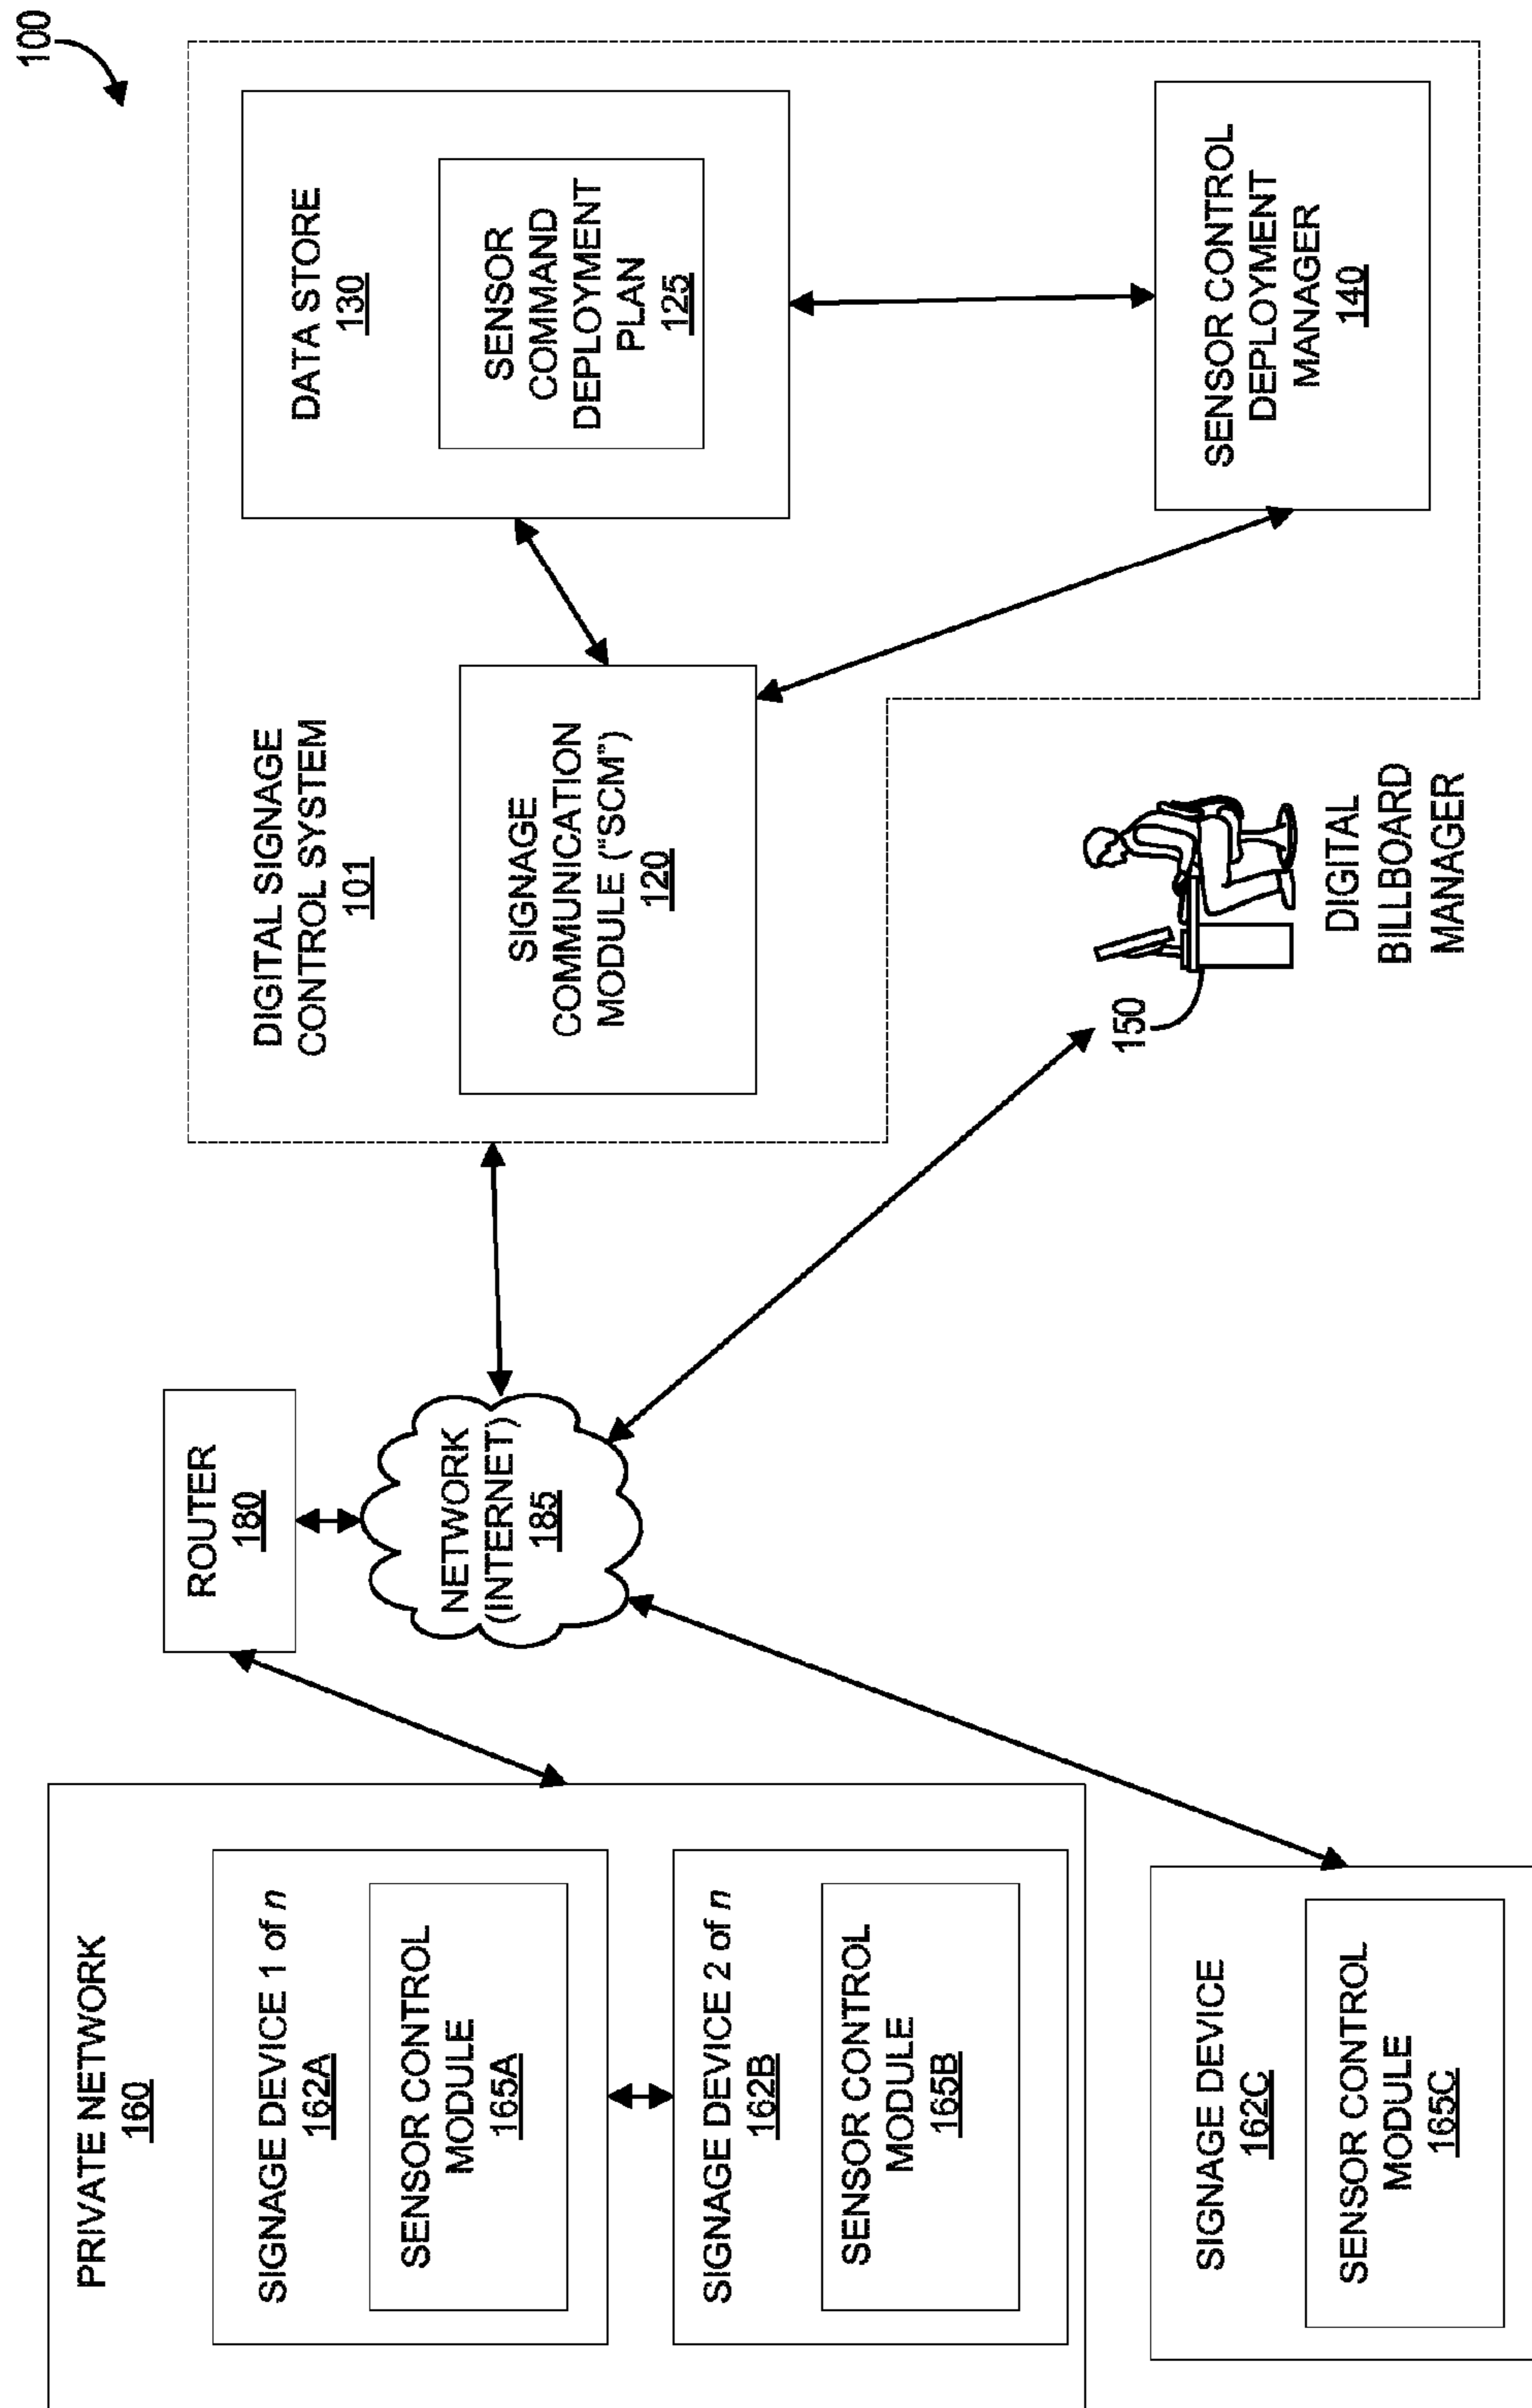 100
PRIVATE NETWORK
160
SIGNAGE DEVICE 1 of n
162A
SENSOR CONTROL
MODULE
165A
SIGNAGE DEVICE 2 of n
162B
SENSOR CONTROL
MODULE
165B
SIGNAGE DEVICE
162C
SENSOR CONTROL
MODULE
165C
ROUTER
180
NETWORK
(INTERNET)
185
DIGITAL SIGNAGE
CONTROL SYSTEM
101
SIGNAGE
COMMUNICATION
MODULE (“SCM”)
120
DATA STORE
130
SENSOR
COMMAND
DEPLOYMENT
PLAN
125
SENSOR CONTROL
DEPLOYMENT
MANAGER
140
150
DIGITAL
BILLBOARD
MANAGER